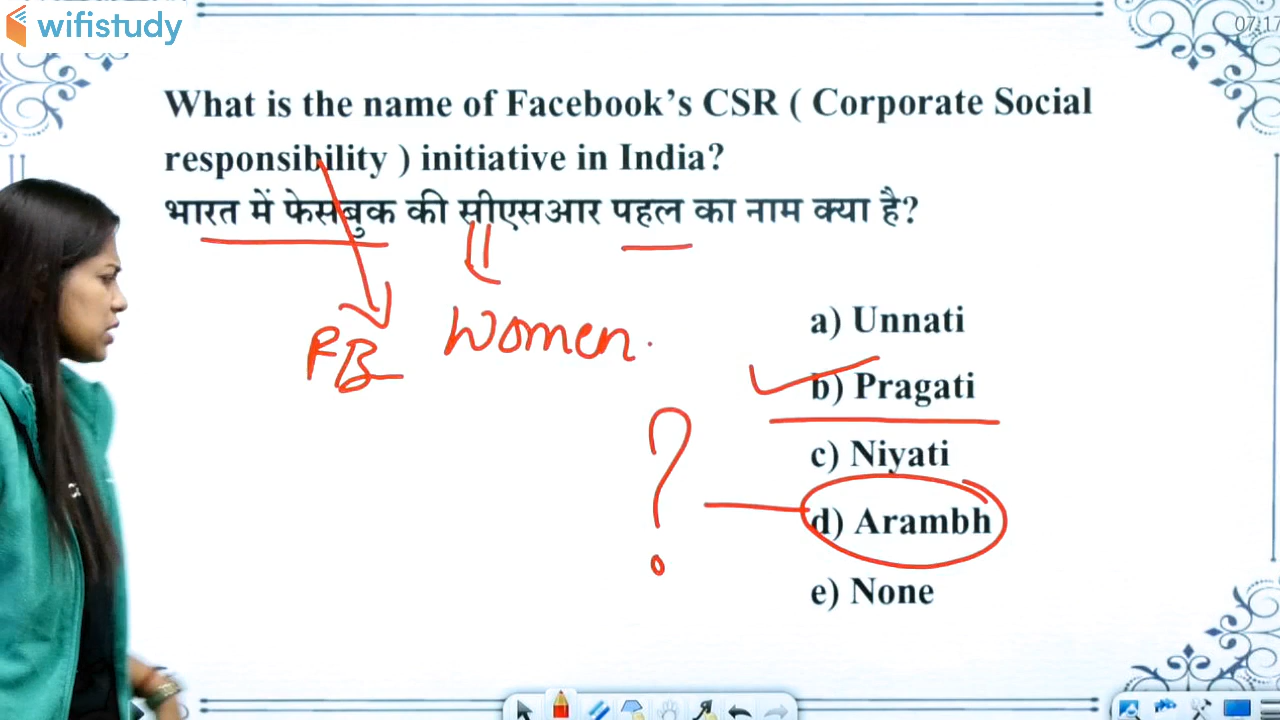 wifistudy
07:17
What is the name of Facebook's CSR ( Corporate Social
responsibility ) initiative in India?
भारत में फेसबुक की सीएसआर पहल का नाम क्या है?
FB Women.
a) Unnati
b) Pragati
c) Niyati
?
d) Arambh
e) None